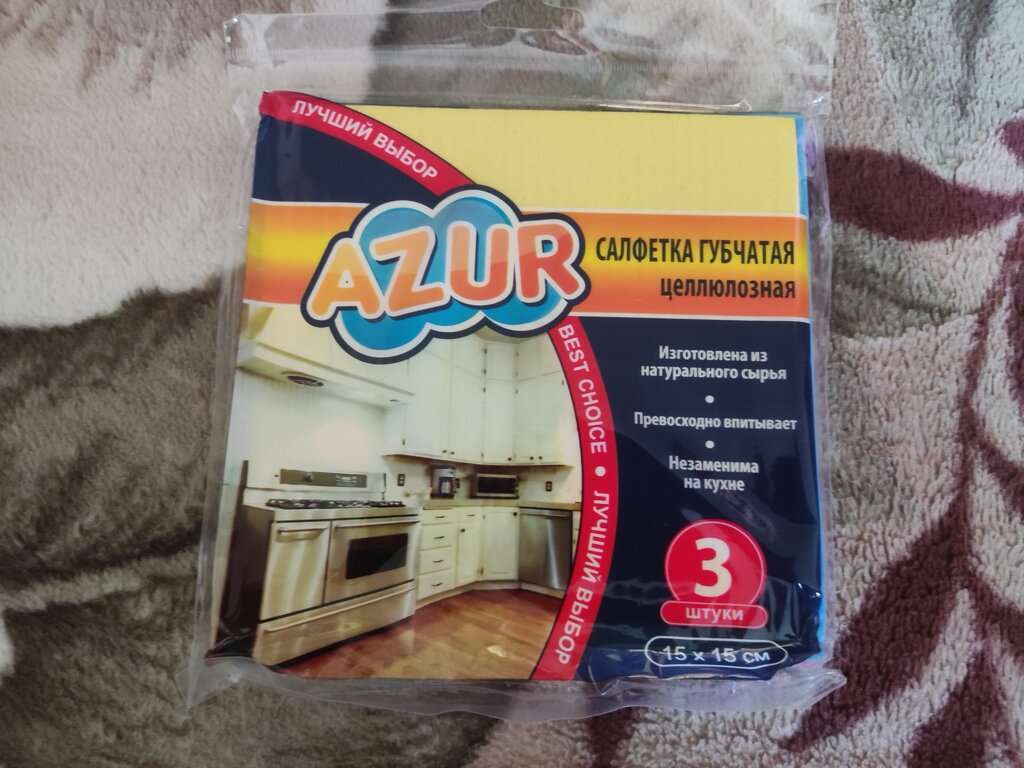 ЛУЧШИЙ ВЫБОР
AZUR
САЛФЕТКА ГУБЧАТАЯ
ЦЕЛЛЮЛОЗНАЯ
BEST CHOICE • ЛУЧШИЙ ВЫБОР
Изготовлена из
натурального сырья
•
Превосходно впитывает
•
Незаменима
на кухне
3
ШТУКИ
15 x 15 см